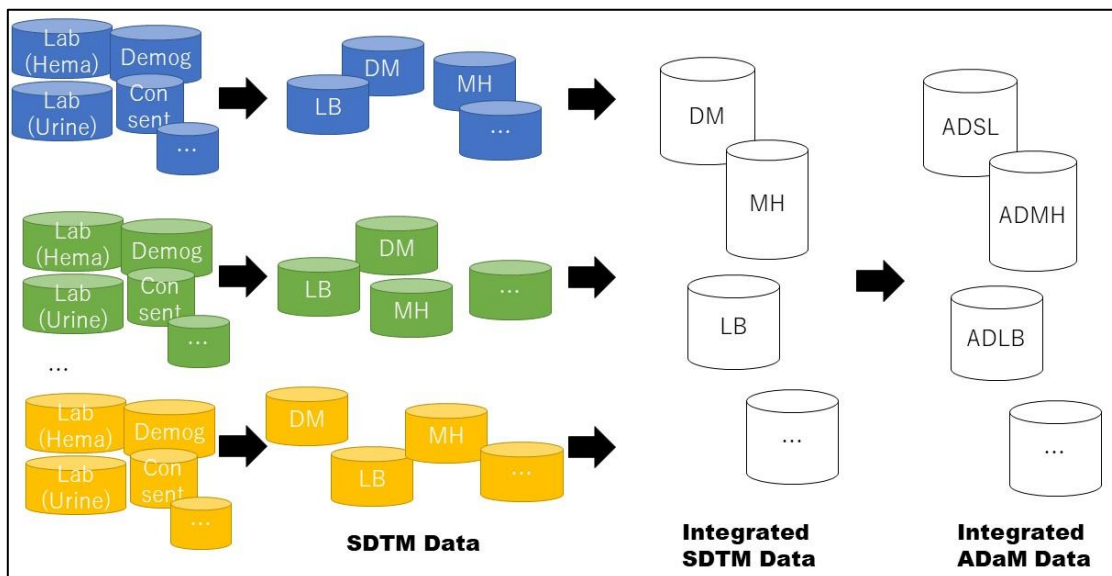 Lab
(Hema)
Demog
Lab
(Urine)
Con
sent
...
DM
MH
LB
...
Lab
(Hema)
Demog
Lab
(Urine)
Con
sent
...
DM
LB
MH
...
...
Lab
(Hema)
Demog
Lab
(Urine)
Con
sent
...
DM
MH
LB
...
SDTM Data
DM
MH
LB
...
Integrated
SDTM Data
ADSL
ADMH
ADLB
...
Integrated
ADaM Data